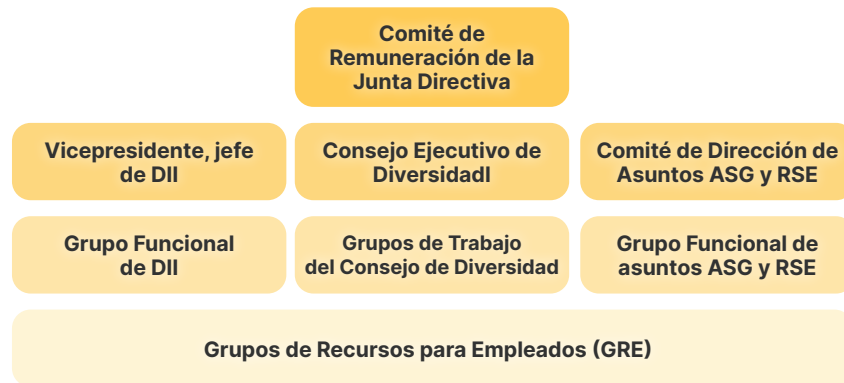 Comité de
Remuneración de la
Junta Directiva
Vicepresidente, jefe
de DII
Consejo Ejecutivo de
DiversidadI
Comité de Dirección de
Asuntos ASG y RSE
Grupo Funcional
de DII
Grupos de Trabajo
del Consejo de Diversidad
Grupo Funcional de
asuntos ASG y RSE
Grupos de Recursos para Empleados (GRE)